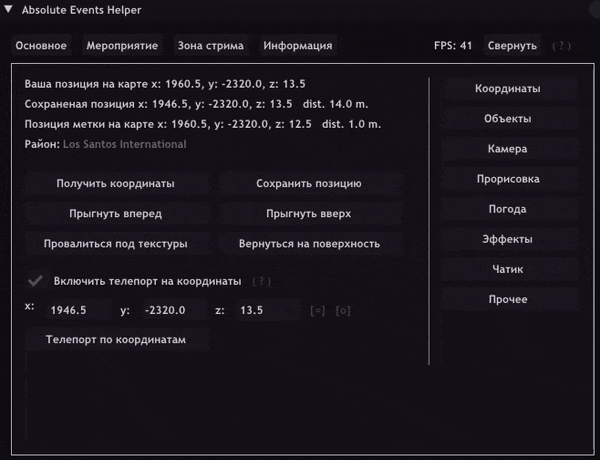 Absolute Events Helper
Основное Мероприятие Зона стрима Информация FPS: 41 Свернуть ( ? )
Ваша позиция на карте x: 1960.5, y: -2320.0, z: 13.5
Сохраненая позиция x: 1946.5, y: -2320.0, z: 13.5 dist. 14.0 m.
Позиция метки на карте x: 1960.5, y: -2320.0, z: 12.5 dist. 1.0 m.
Район: Los Santos International
Получить координаты Сохранить позицию
Прыгнуть вперед Прыгнуть вверх
Провалиться под текстуры Вернуться на поверхность
Включить телепорт на координаты ( ? )
x: 1946.5 y: -2320.0 z: 13.5 [=] [o]
Телепорт по координатам
Координаты
Объекты
Камера
Прорисовка
Погода
Эффекты
Чатик
Прочее